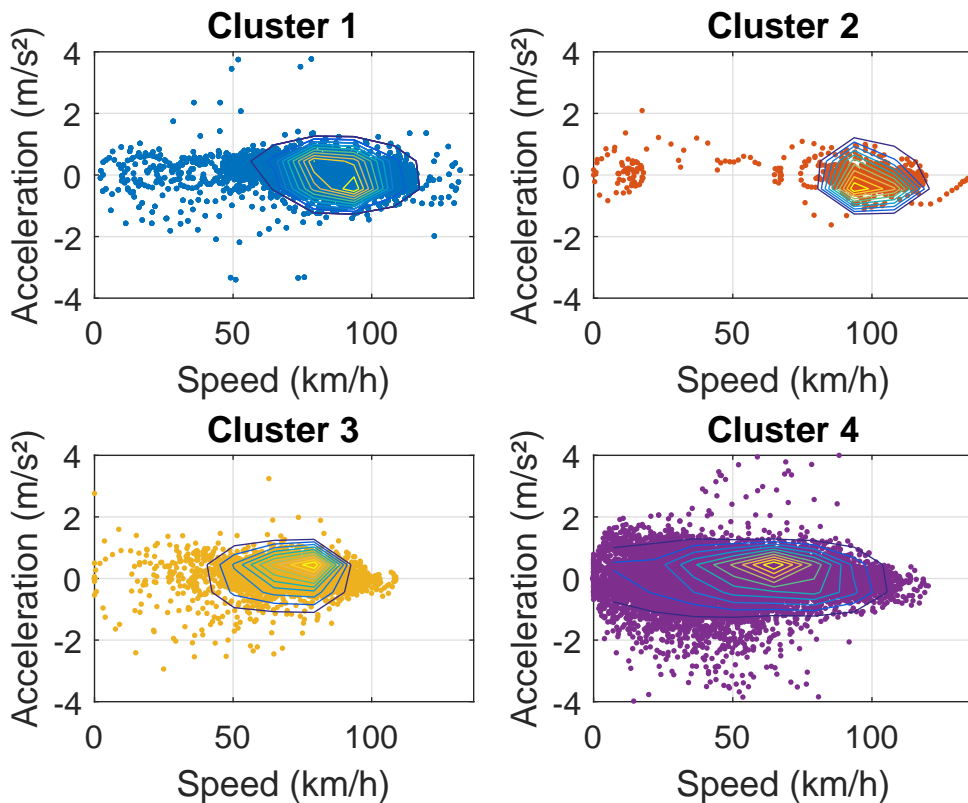 Cluster 1
Acceleration (m/s²)
4
2
0
-2
-4
0
50
100
Speed (km/h)
Cluster 2
Acceleration (m/s²)
4
2
0
-2
-4
0
50
100
Speed (km/h)
Cluster 3
Acceleration (m/s²)
4
2
0
-2
-4
0
50
100
Speed (km/h)
Cluster 4
Acceleration (m/s²)
4
2
0
-2
-4
0
50
100
Speed (km/h)